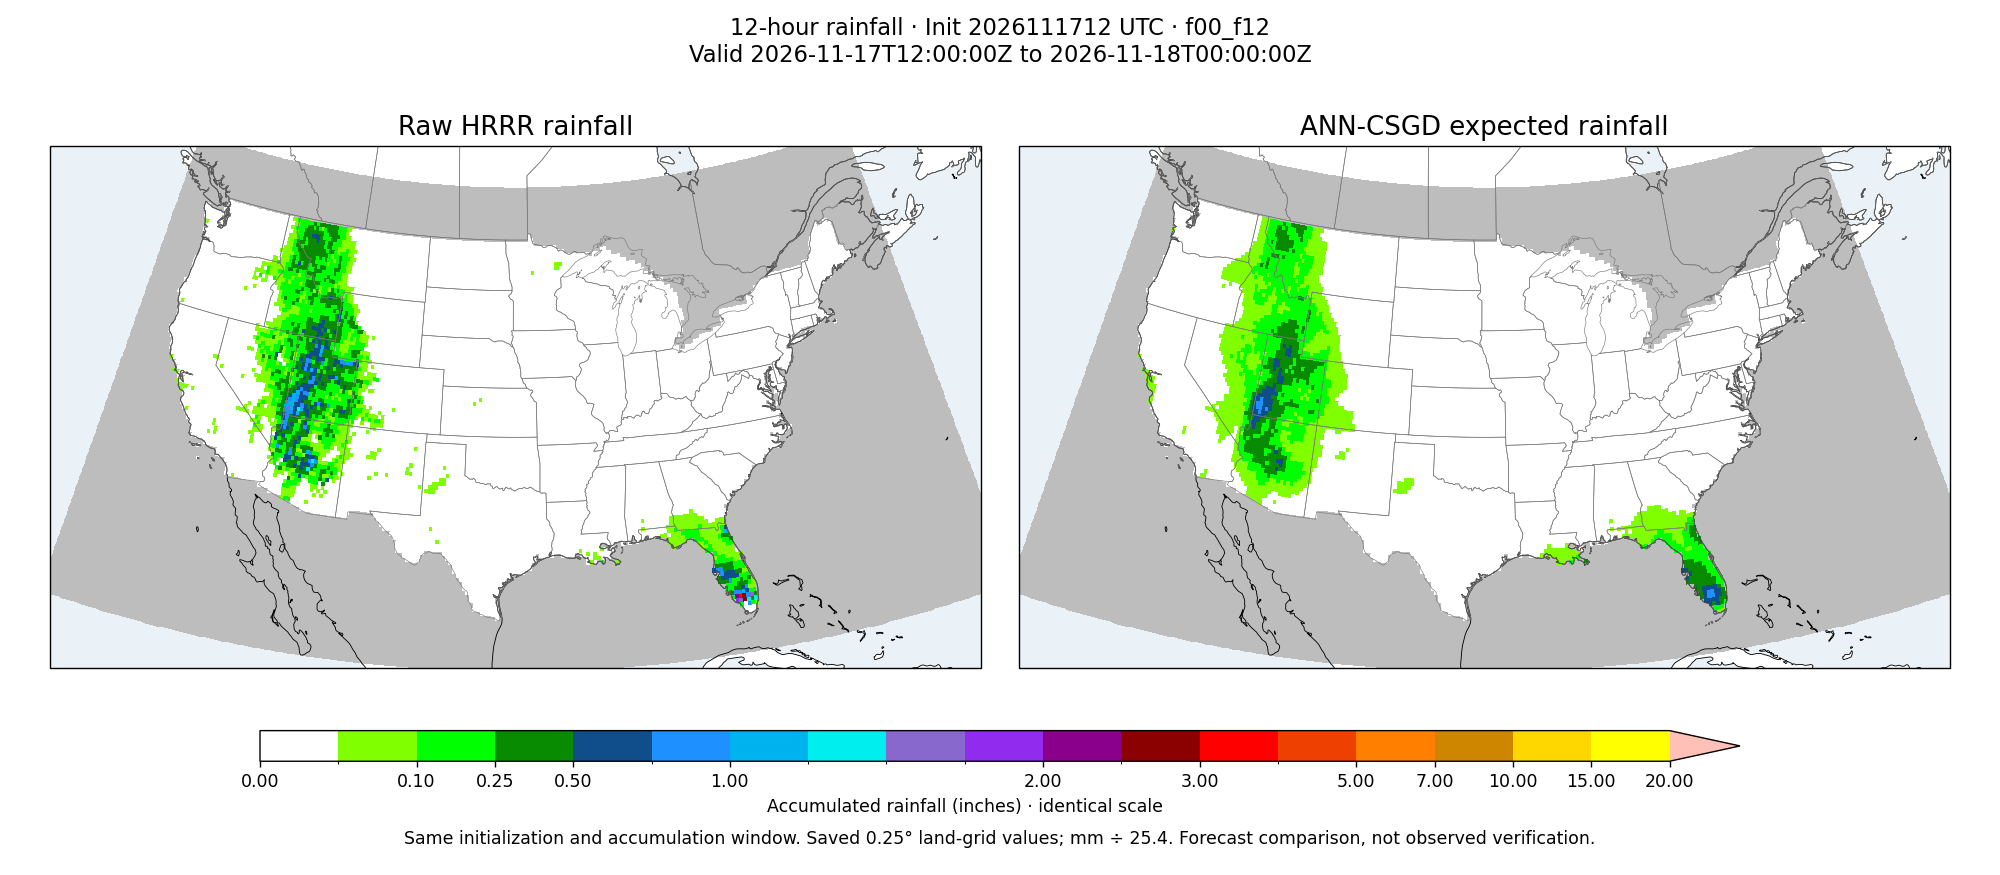 12-hour rainfall · Init 2026111712 UTC · f00_f12
Valid 2026-11-17T12:00:00Z to 2026-11-18T00:00:00Z
Raw HRRR rainfall
ANN-CSGD expected rainfall
0.00 0.10 0.25 0.50 1.00 2.00 3.00 5.00 7.00 10.00 15.00 20.00
Accumulated rainfall (inches) · identical scale
Same initialization and accumulation window. Saved 0.25° land-grid values; mm ÷ 25.4. Forecast comparison, not observed verification.